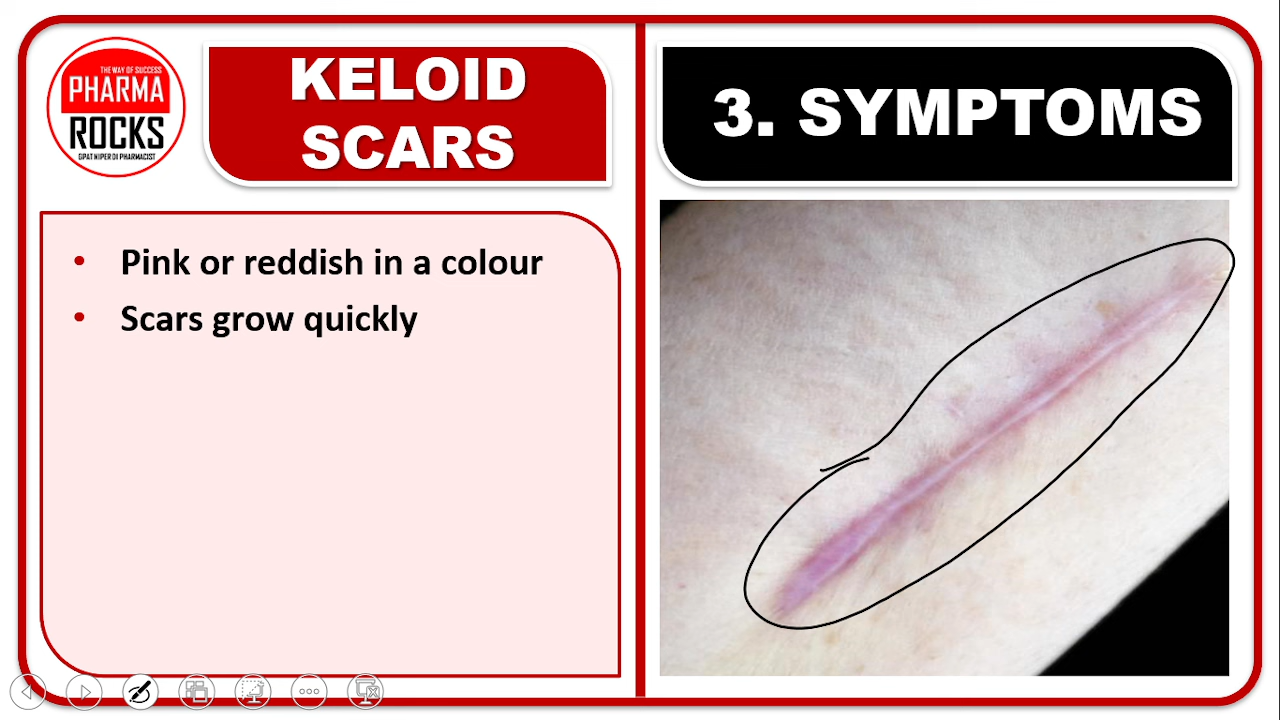 THE WAY OF SUCCESS
PHARMA
ROCKS
GPAT NIPER DI PHARMACIST
KELOID
SCARS
3. SYMPTOMS
• Pink or reddish in a colour
• Scars grow quickly